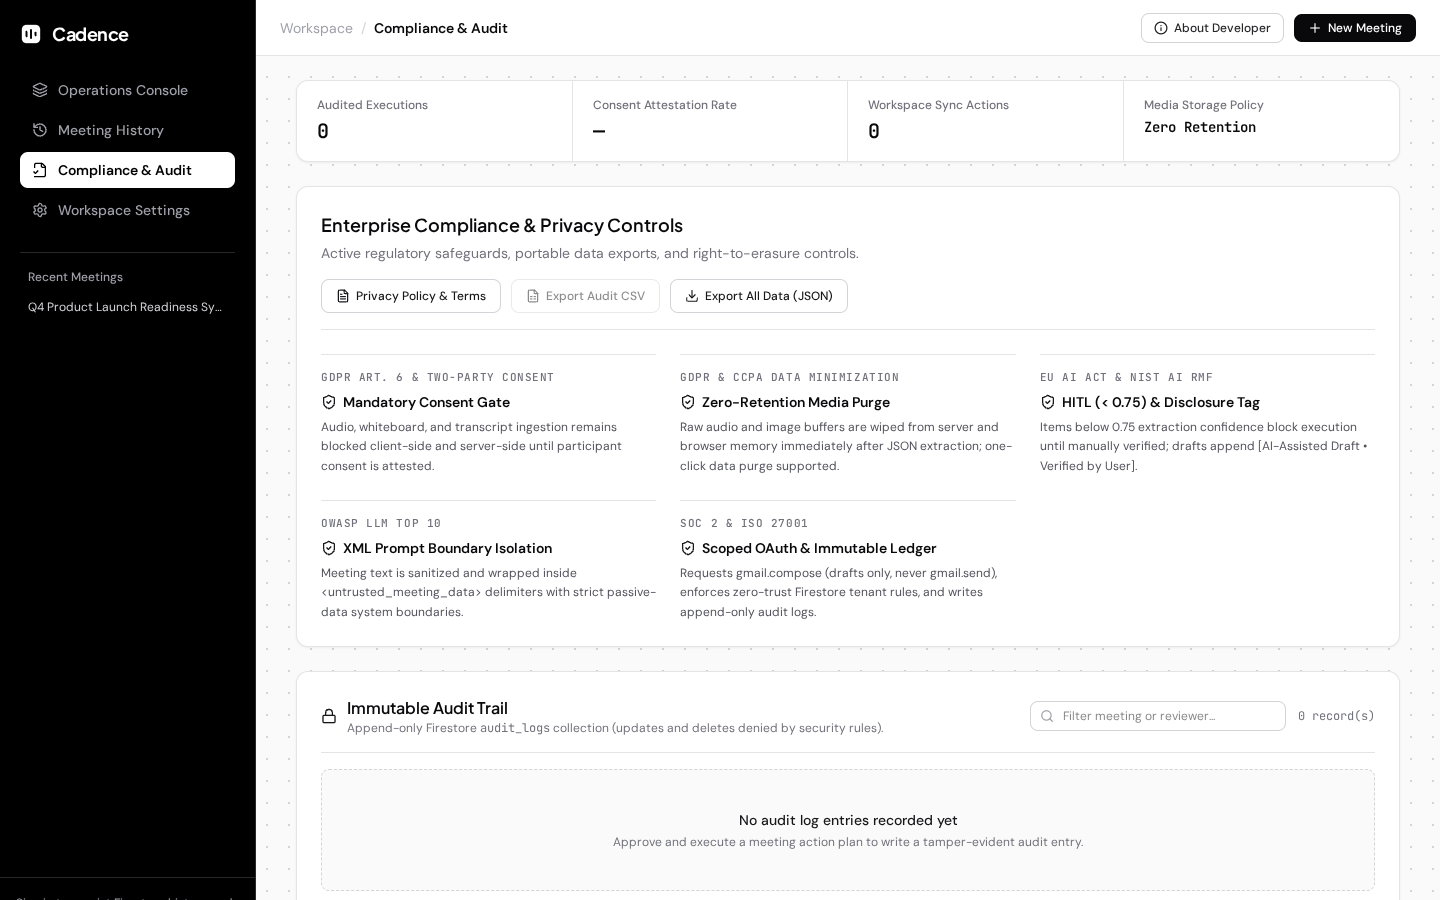 Cadence
Operations Console
Meeting History
Compliance & Audit
Workspace Settings
Recent Meetings
Q4 Product Launch Readiness Sy...
Workspace / Compliance & Audit
About Developer
New Meeting
Audited Executions
0
Consent Attestation Rate
—
Workspace Sync Actions
0
Media Storage Policy
Zero Retention
Enterprise Compliance & Privacy Controls
Active regulatory safeguards, portable data exports, and right-to-erasure controls.
Privacy Policy & Terms
Export Audit CSV
Export All Data (JSON)
GDPR ART. 6 & TWO-PARTY CONSENT
Mandatory Consent Gate
Audio, whiteboard, and transcript ingestion remains
blocked client-side and server-side until participant
consent is attested.
GDPR & CCPA DATA MINIMIZATION
Zero-Retention Media Purge
Raw audio and image buffers are wiped from server and
browser memory immediately after JSON extraction; one-
click data purge supported.
EU AI ACT & NIST AI RMF
HITL (< 0.75) & Disclosure Tag
Items below 0.75 extraction confidence block execution
until manually verified; drafts append [AI-Assisted Draft •
Verified by User].
OWASP LLM TOP 10
XML Prompt Boundary Isolation
Meeting text is sanitized and wrapped inside
<untrusted_meeting_data> delimiters with strict passive-
data system boundaries.
SOC 2 & ISO 27001
Scoped OAuth & Immutable Ledger
Requests gmail.compose (drafts only, never gmail.send),
enforces zero-trust Firestore tenant rules, and writes
append-only audit logs.
Immutable Audit Trail
Append-only Firestore audit_logs collection (updates and deletes denied by security rules).
Filter meeting or reviewer...
0 record(s)
No audit log entries recorded yet
Approve and execute a meeting action plan to write a tamper-evident audit entry.